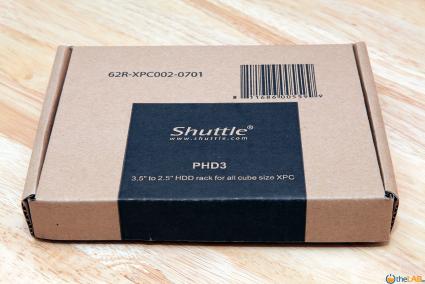 62R-XPC002-0701
Shuttle®
www.shuttle.com
PHD3
3.5" to 2.5" HDD rack for all cube size XPC
theLAB